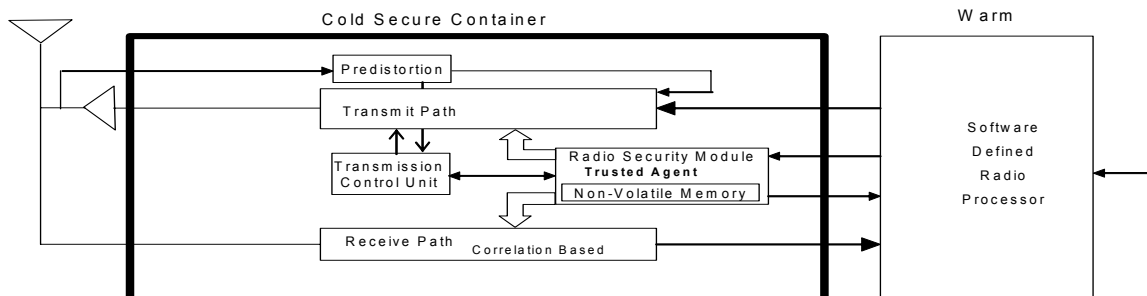 Cold Secure Container
Warm
Predistortion
Transmit Path
Transmission
Control Unit
Radio Security Module
Trusted Agent
Non-Volatile Memory
Receive Path
Correlation Based
Software
Defined
Radio
Processor